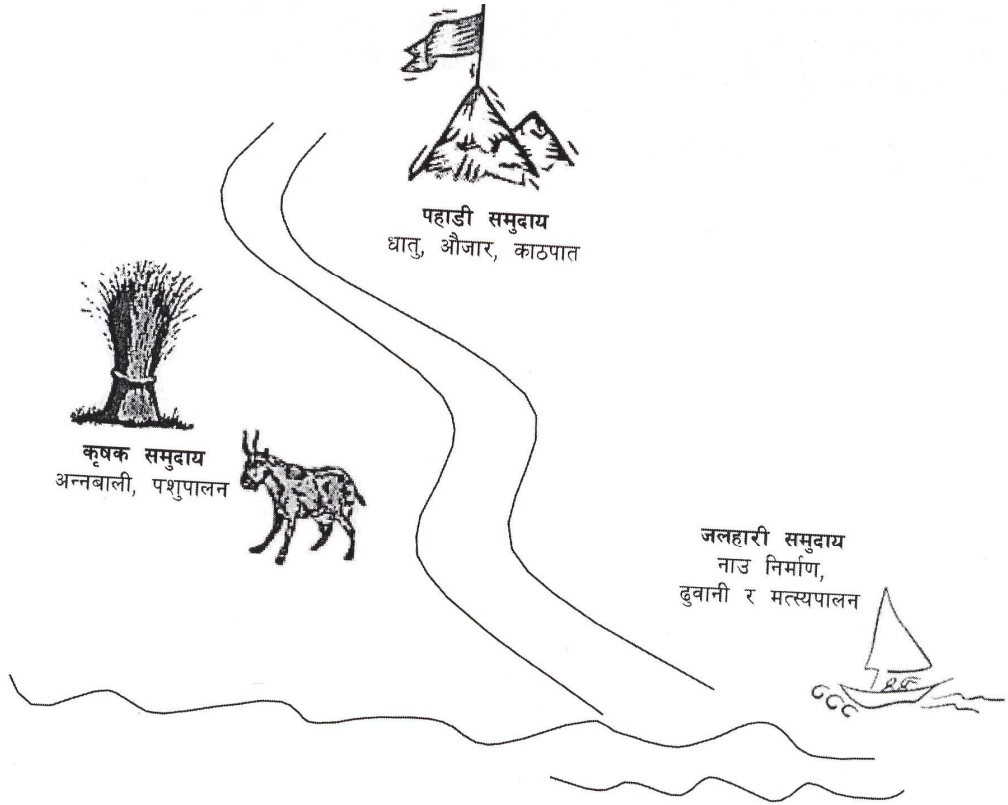 पहाडी समुदाय
धातु, औजार, काठपात
कृषक समुदाय
अन्नबाली, पशुपालन
जलहारी समुदाय
नाउ निर्माण,
ढुवानी र मत्स्यपालन